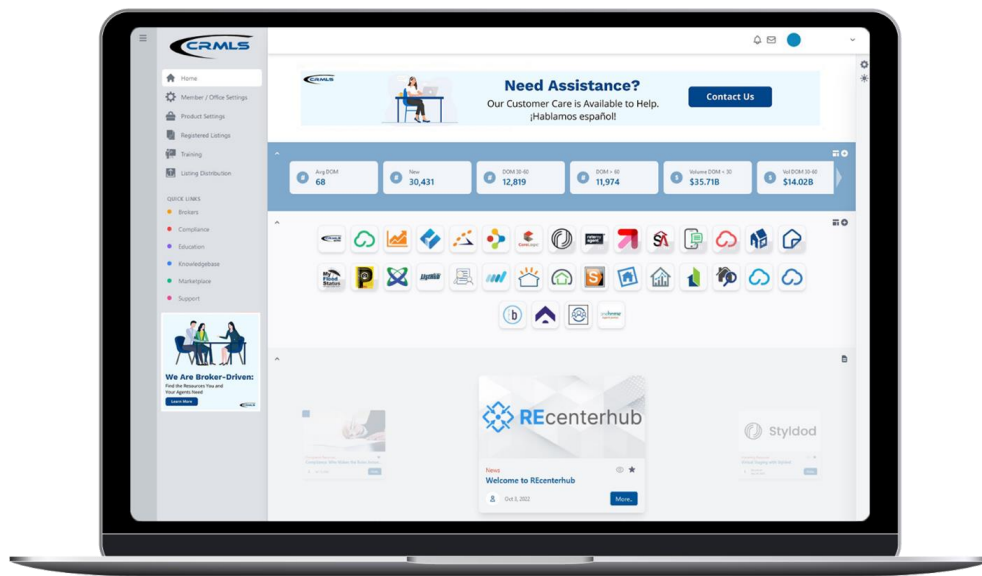 CRMLS
Home
Member / Office Settings
Product Settings
Registered Listings
Training
Listing Distribution
QUICK LINKS
Brokers
Compliance
Education
Knowledgebase
Marketplace
Support
We Are Broker-Driven:
Find the Resources You and
Your Agents Need
Learn More
CRMLS
CRMLS
Need Assistance?
Our Customer Care is Available to Help.
¡Hablamos español!
Contact Us
Avg DOM
68
New
30,431
DOM 30-60
12,819
DOM + 60
11,974
Volume DOM < 30
$35.71B
Vol DOM 30-60
$14.02B
My
Flood
Status
REcenterhub
News
Welcome to REcenterhub
Oct 3, 2022
More..
Styldod